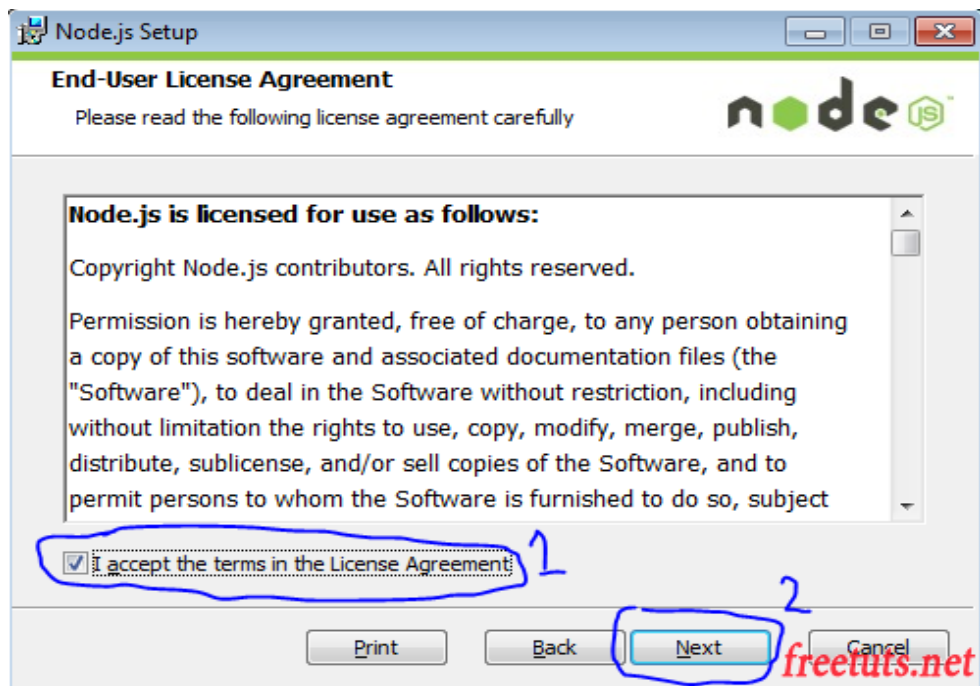 Node.js Setup
End-User License Agreement
Please read the following license agreement carefully
node JS
Node.js is licensed for use as follows:
Copyright Node.js contributors. All rights reserved.
Permission is hereby granted, free of charge, to any person obtaining
a copy of this software and associated documentation files (the
"Software"), to deal in the Software without restriction, including
without limitation the rights to use, copy, modify, merge, publish,
distribute, sublicense, and/or sell copies of the Software, and to
permit persons to whom the Software is furnished to do so, subject
I accept the terms in the License Agreement 1
2
Print Back Next Cancel
freetuts.net